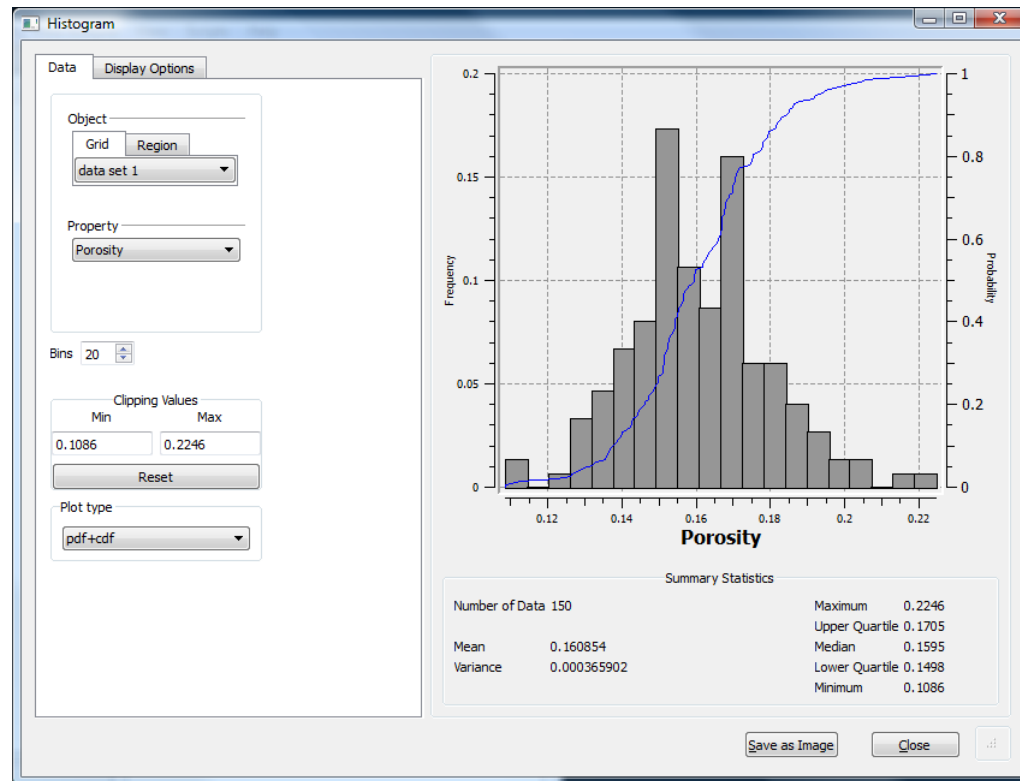 Histogram
Data
Display Options
Object
Grid
Region
data set 1
Property
Porosity
Bins 20
Clipping Values
Min Max
0.1086 0.2246
Reset
Plot type
pdf+cdf
0.2
0.15
0.1
0.05
0
Frequency
1
0.8
0.6
0.4
0.2
0
Probability
0.12 0.14 0.16 0.18 0.2 0.22
Porosity
Summary Statistics
Number of Data 150
Mean 0.160854
Variance 0.000365902
Maximum 0.2246
Upper Quartile 0.1705
Median 0.1595
Lower Quartile 0.1498
Minimum 0.1086
Save as Image
Close